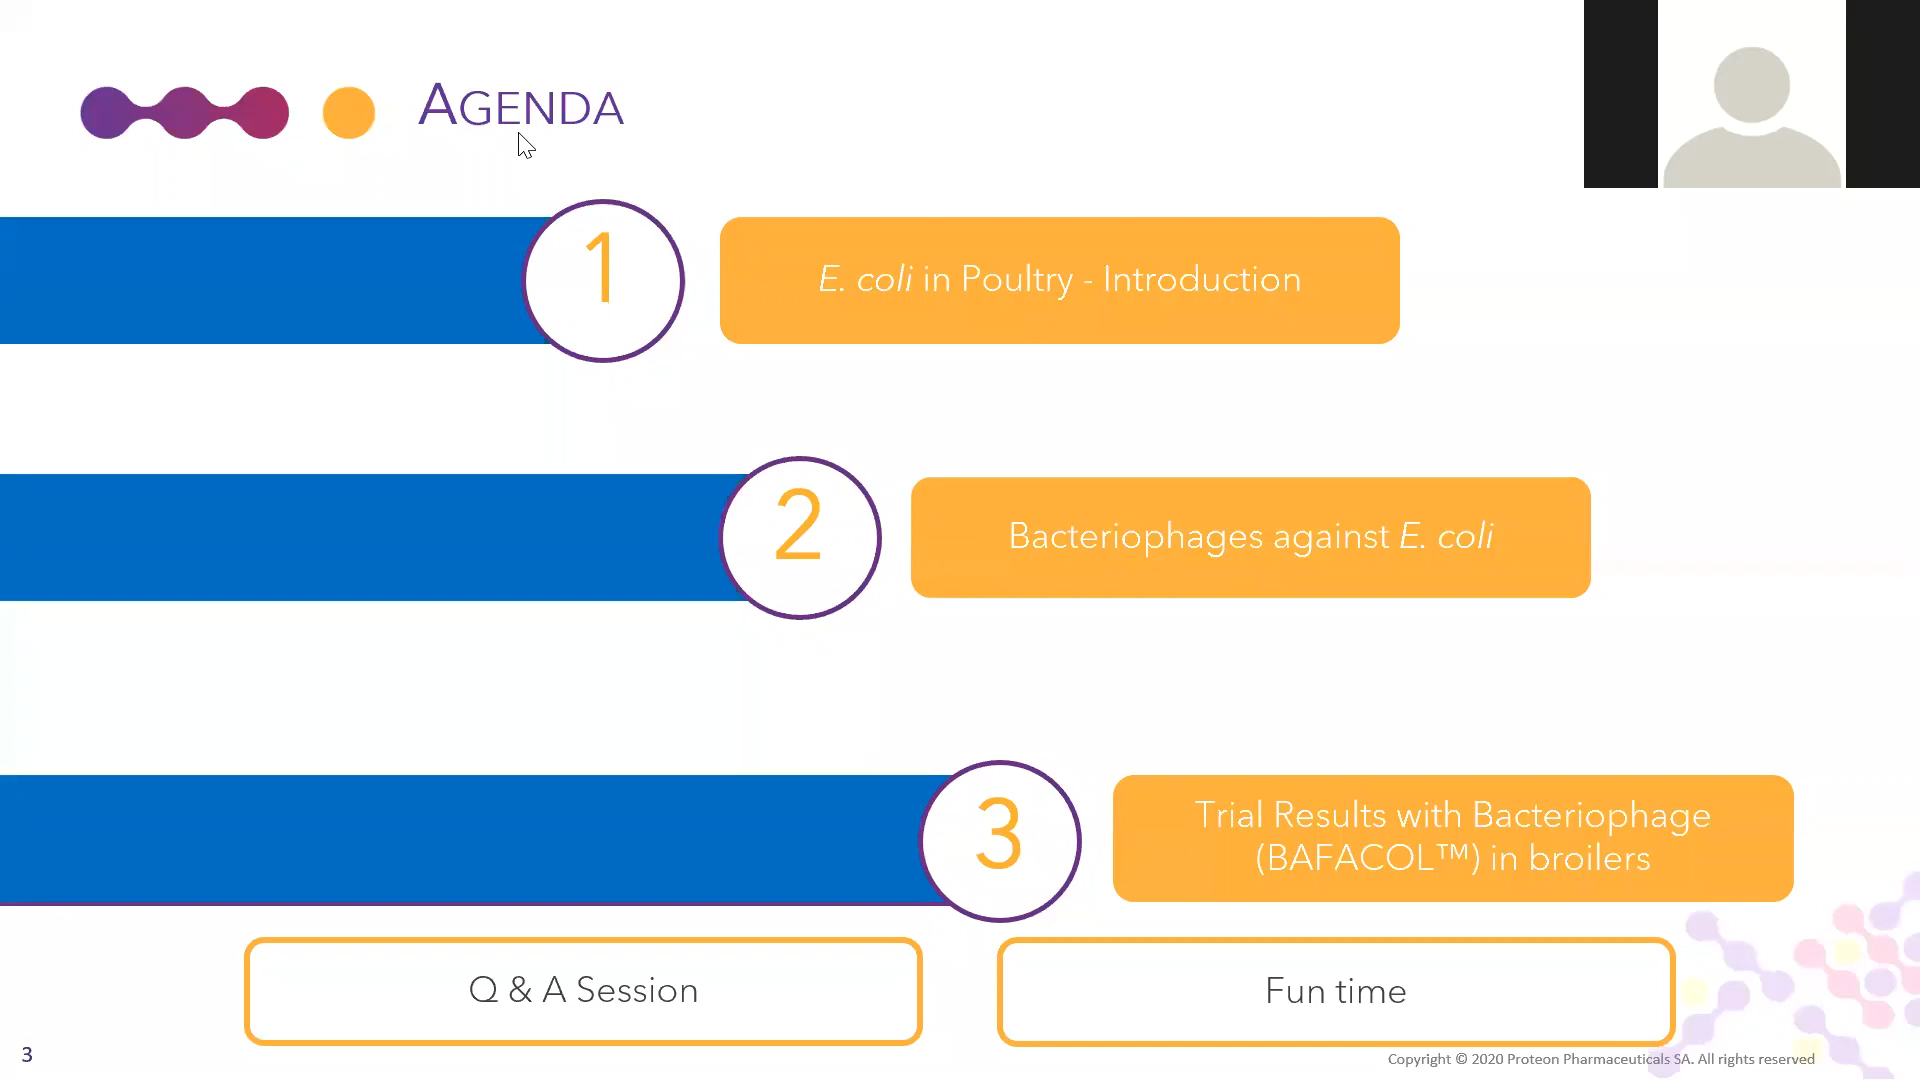 AGENDA
1
E. coli in Poultry - Introduction
2
Bacteriophages against E. coli
3
Trial Results with Bacteriophage
(BAFACOL™) in broilers
Q & A Session
Fun time
3
Copyright © 2020 Proteon Pharmaceuticals SA. All rights reserved